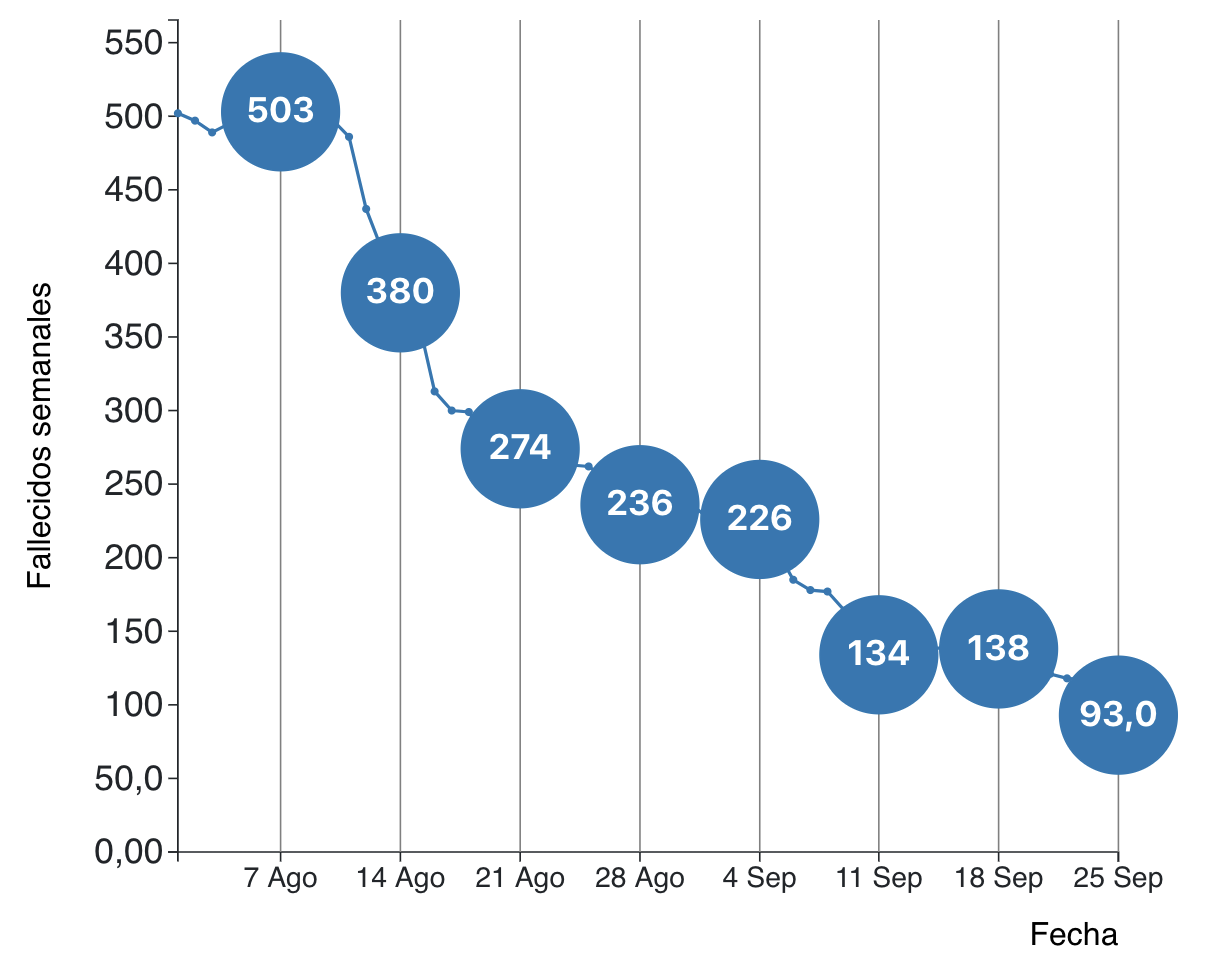 550
500
450
400
350
300
250
200
150
100
50,0
0,00
Fallecidos semanales
503
380
274
236
226
134
138
93,0
7 Ago
14 Ago
21 Ago
28 Ago
4 Sep
11 Sep
18 Sep
25 Sep
Fecha